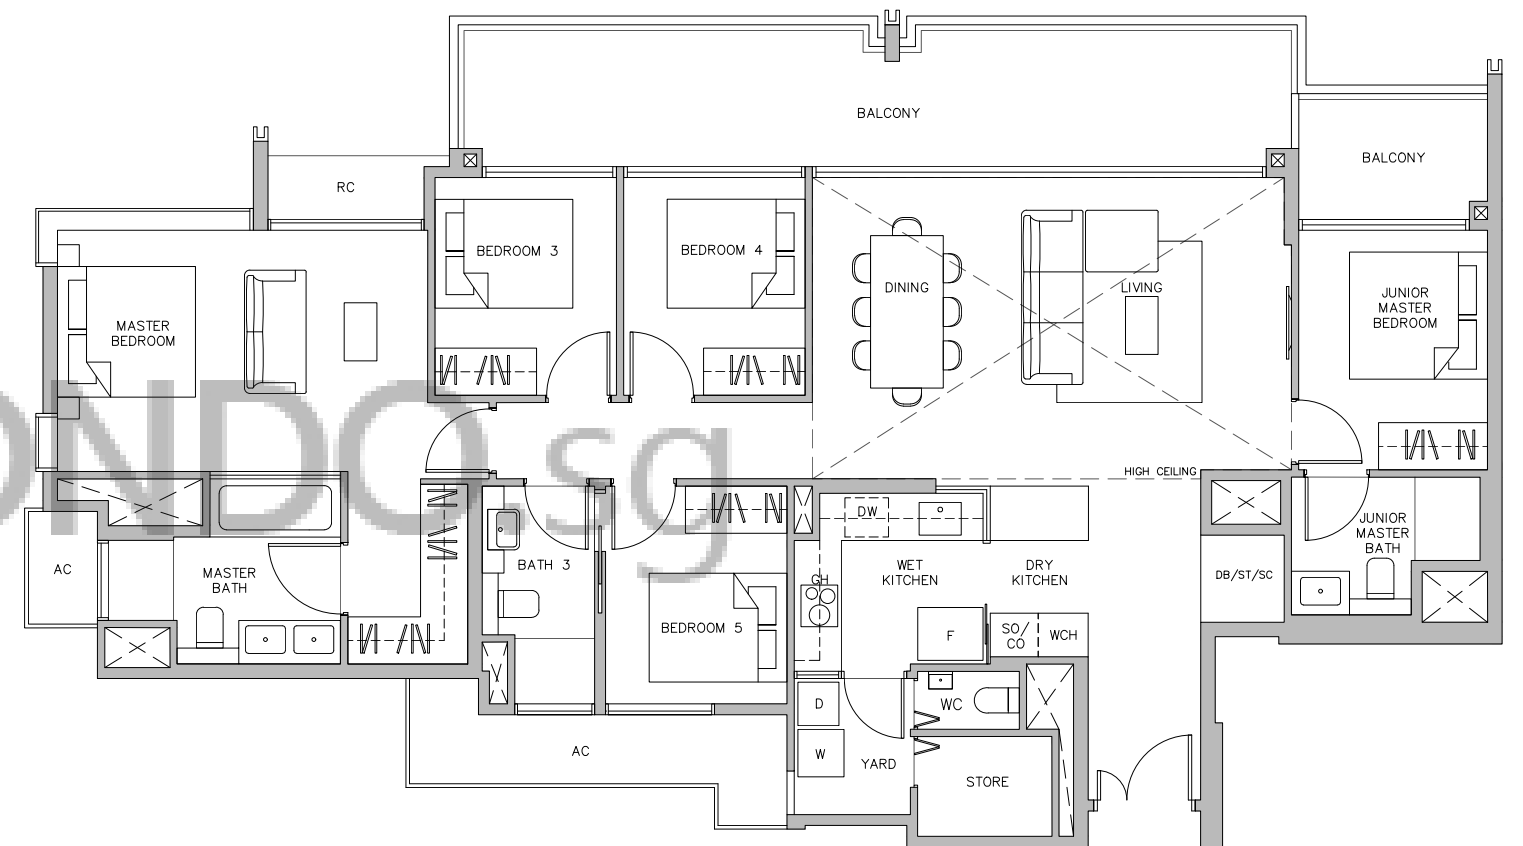 BALCONY
BALCONY
RC
BEDROOM 3
BEDROOM 4
DINING
LIVING
JUNIOR
MASTER
BEDROOM
MASTER
BEDROOM
ONDO.sg
HIGH CEILING
DW
JUNIOR
MASTER
BATH
AC
MASTER
BATH
BATH 3
GH
WET
KITCHEN
DRY
KITCHEN
DB/ST/SC
BEDROOM 5
F
SO/
CO
WCH
D
WC
AC
W
YARD
STORE